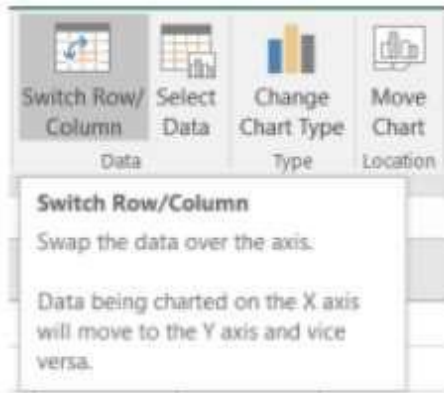 Switch Row/ Select Change Move
Column Data Chart Type Chart
Data Type Location
Switch Row/Column
Swap the data over the axis.
Data being charted on the X axis
will move to the Y axis and vice
versa.